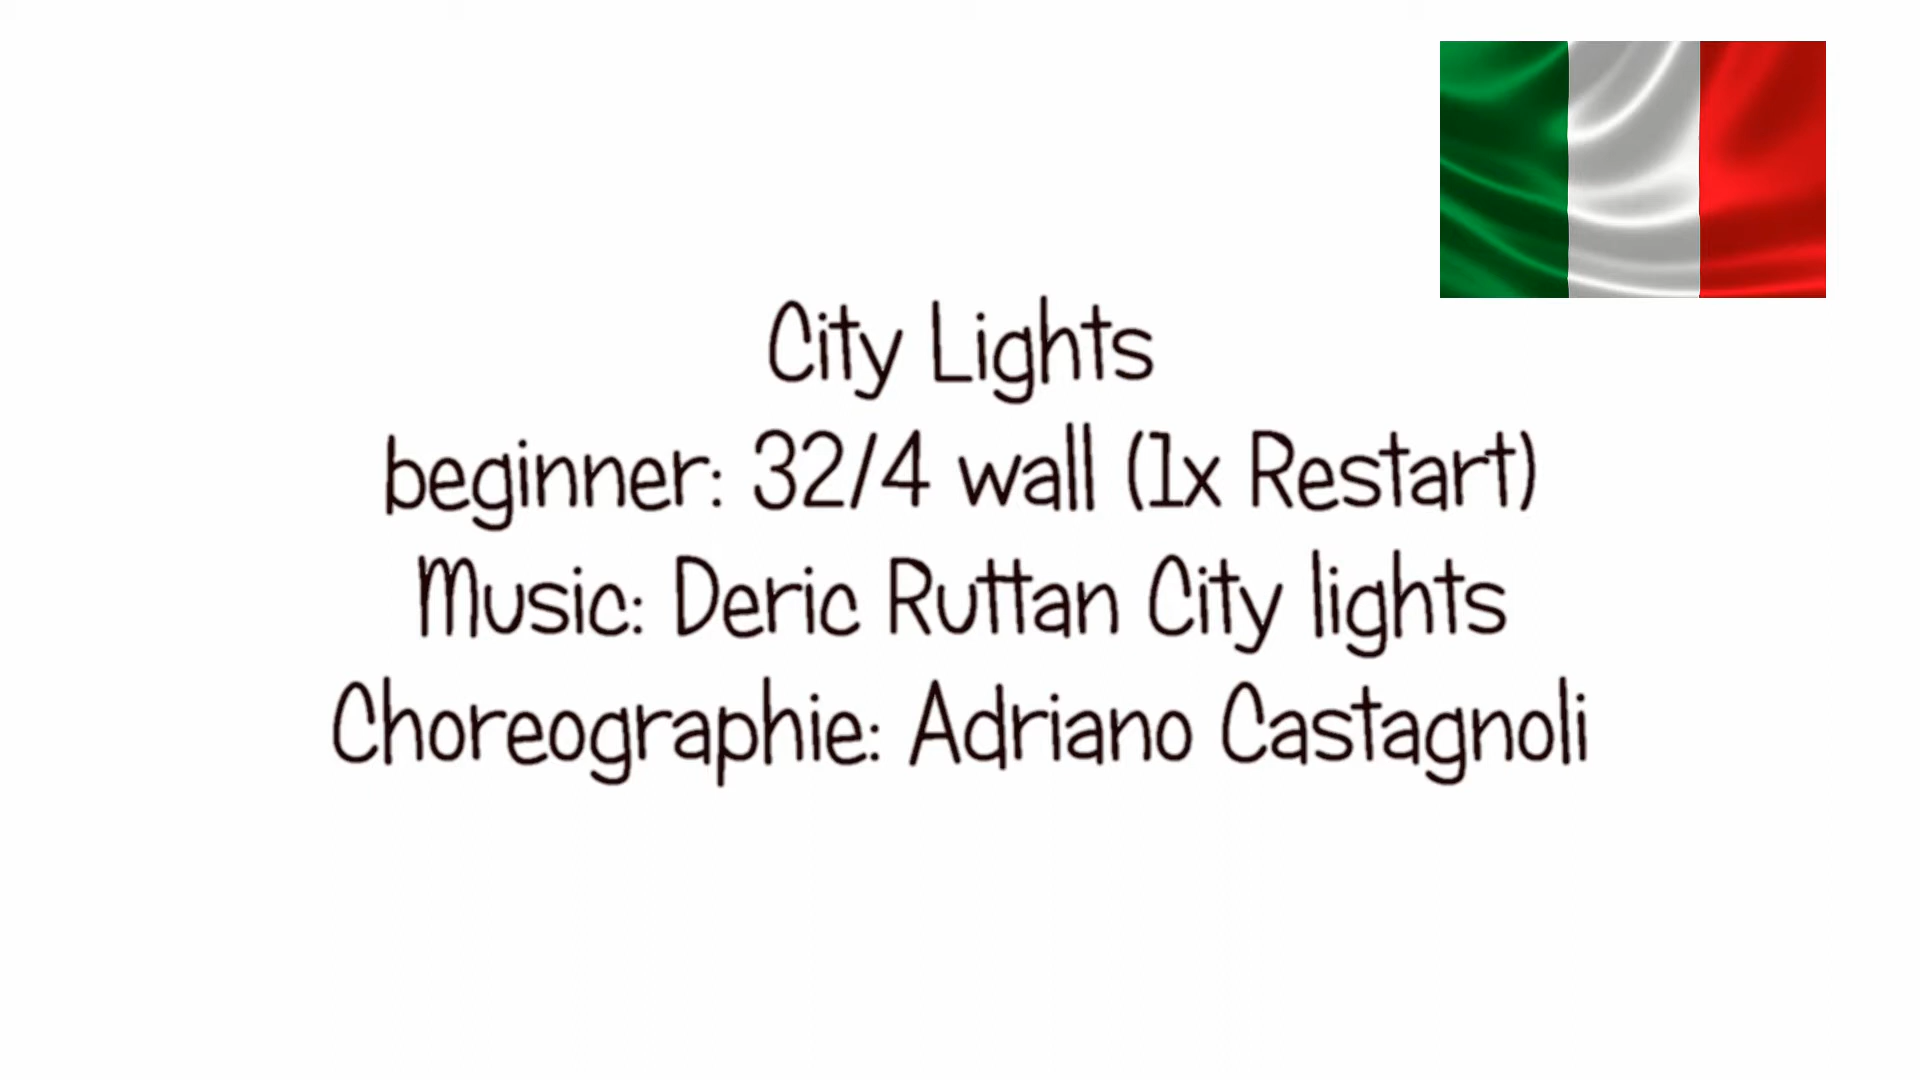 City Lights
beginner: 32/4 wall (1x Restart)
Music: Deric Ruttan City lights
Choreographie: Adriano Castagnoli